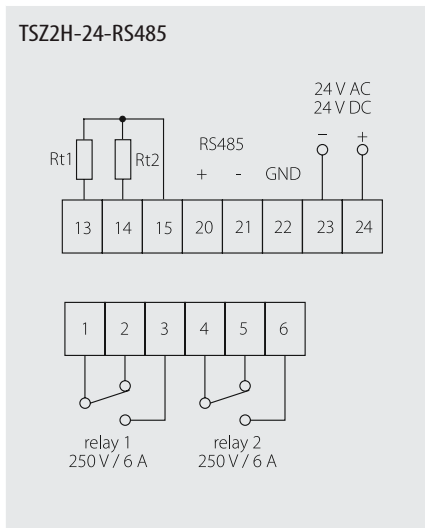 TSZ2H-24-RS485
24 V AC
24 V DC
RS485
− +
Rt1 Rt2
+ - GND
13 14 15 20 21 22 23 24
1 2 3 4 5 6
relay 1 relay 2
250 V / 6 A 250 V / 6 A